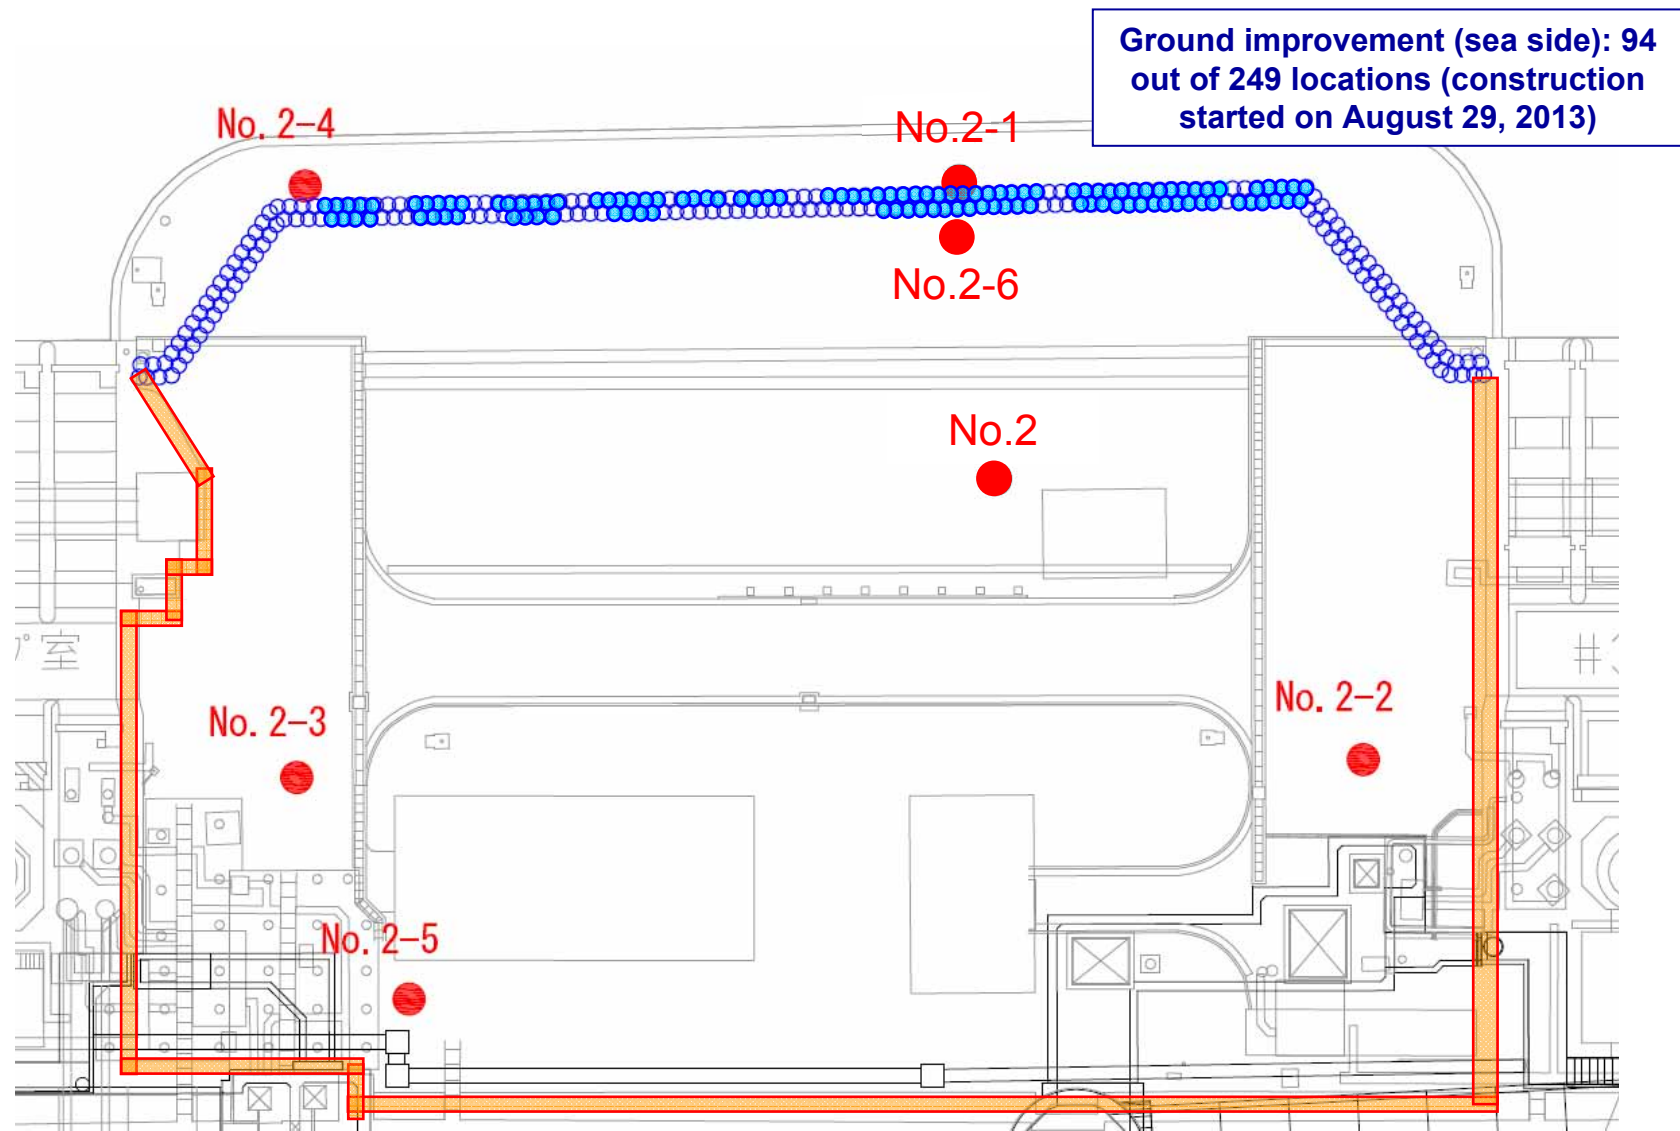 Ground improvement (sea side): 94
out of 249 locations (construction
started on August 29, 2013)
No. 2-4
No.2-1
No.2-6
No.2
室
#
No. 2-2
No. 2-3
No. 2-5